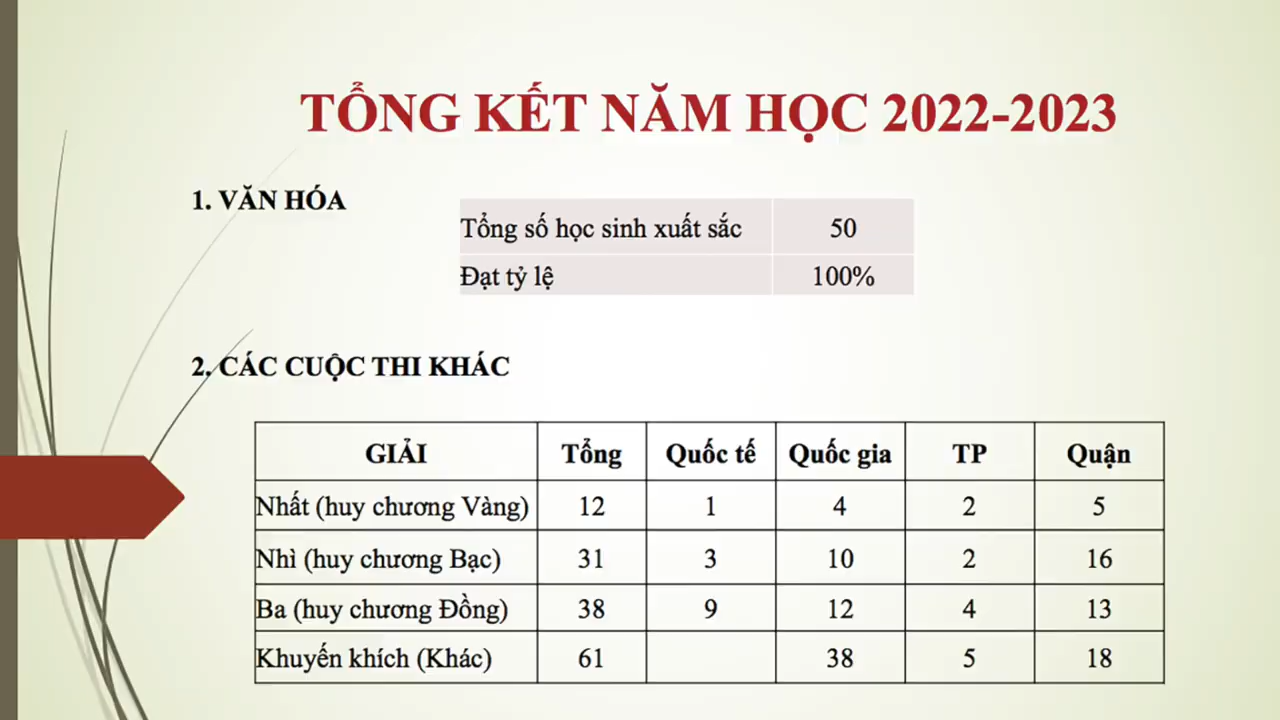 TỔNG KẾT NĂM HỌC 2022-2023
1. VĂN HÓA
Tổng số học sinh xuất sắc 50
Đạt tỷ lệ 100%
2. CÁC CUỘC THI KHÁC
GIẢI Tổng Quốc tế Quốc gia TP Quận
Nhất (huy chương Vàng) 12 1 4 2 5
Nhì (huy chương Bạc) 31 3 10 2 16
Ba (huy chương Đồng) 38 9 12 4 13
Khuyến khích (Khác) 61 38 5 18